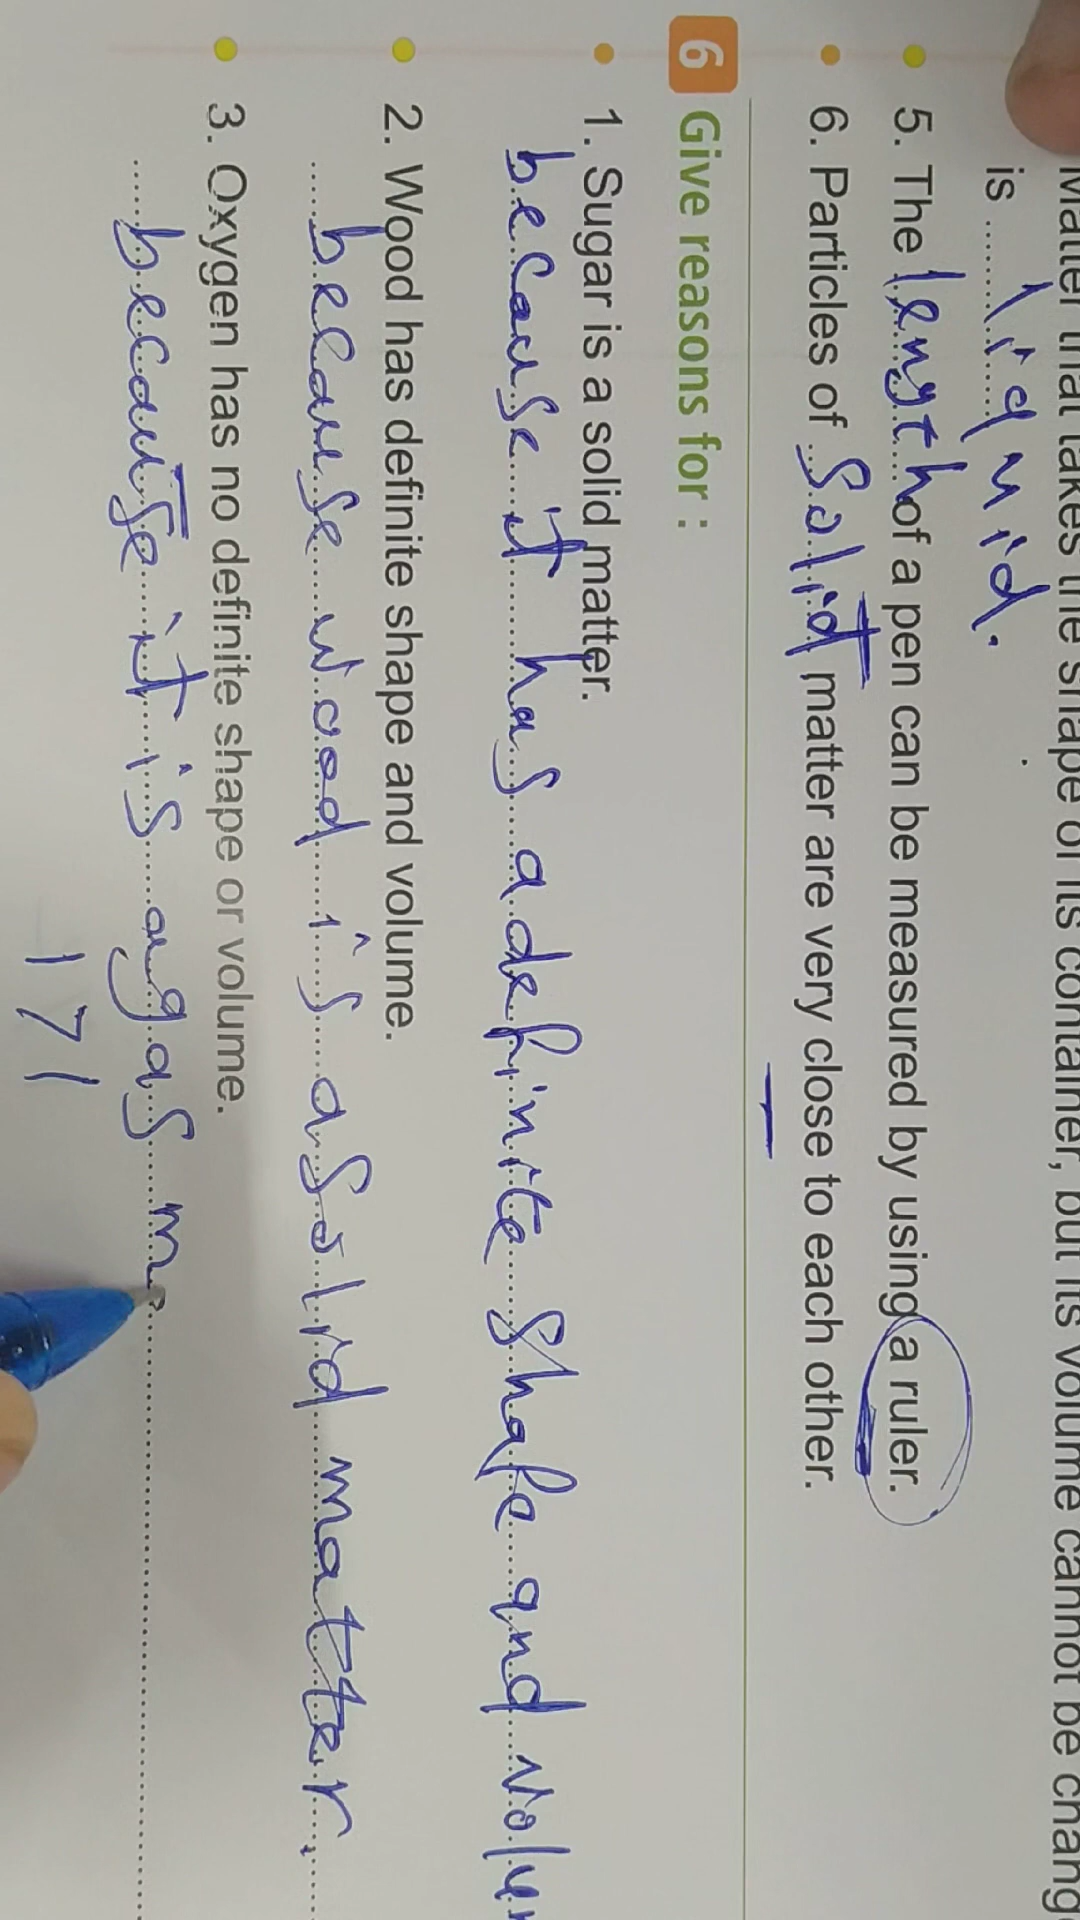 Matter that takes the shape of its container, but its volume cannot be
is ........ liquid.
5. The length of a pen can be measured by using a ruler.
6. Particles of Solid matter are very close to each other.
6 Give reasons for :
1. Sugar is a solid matter.
because it has a definite shape and
2. Wood has definite shape and volume.
because wood is a solid matter.
3. Oxygen has no definite shape or volume.
because it is a gas m
171